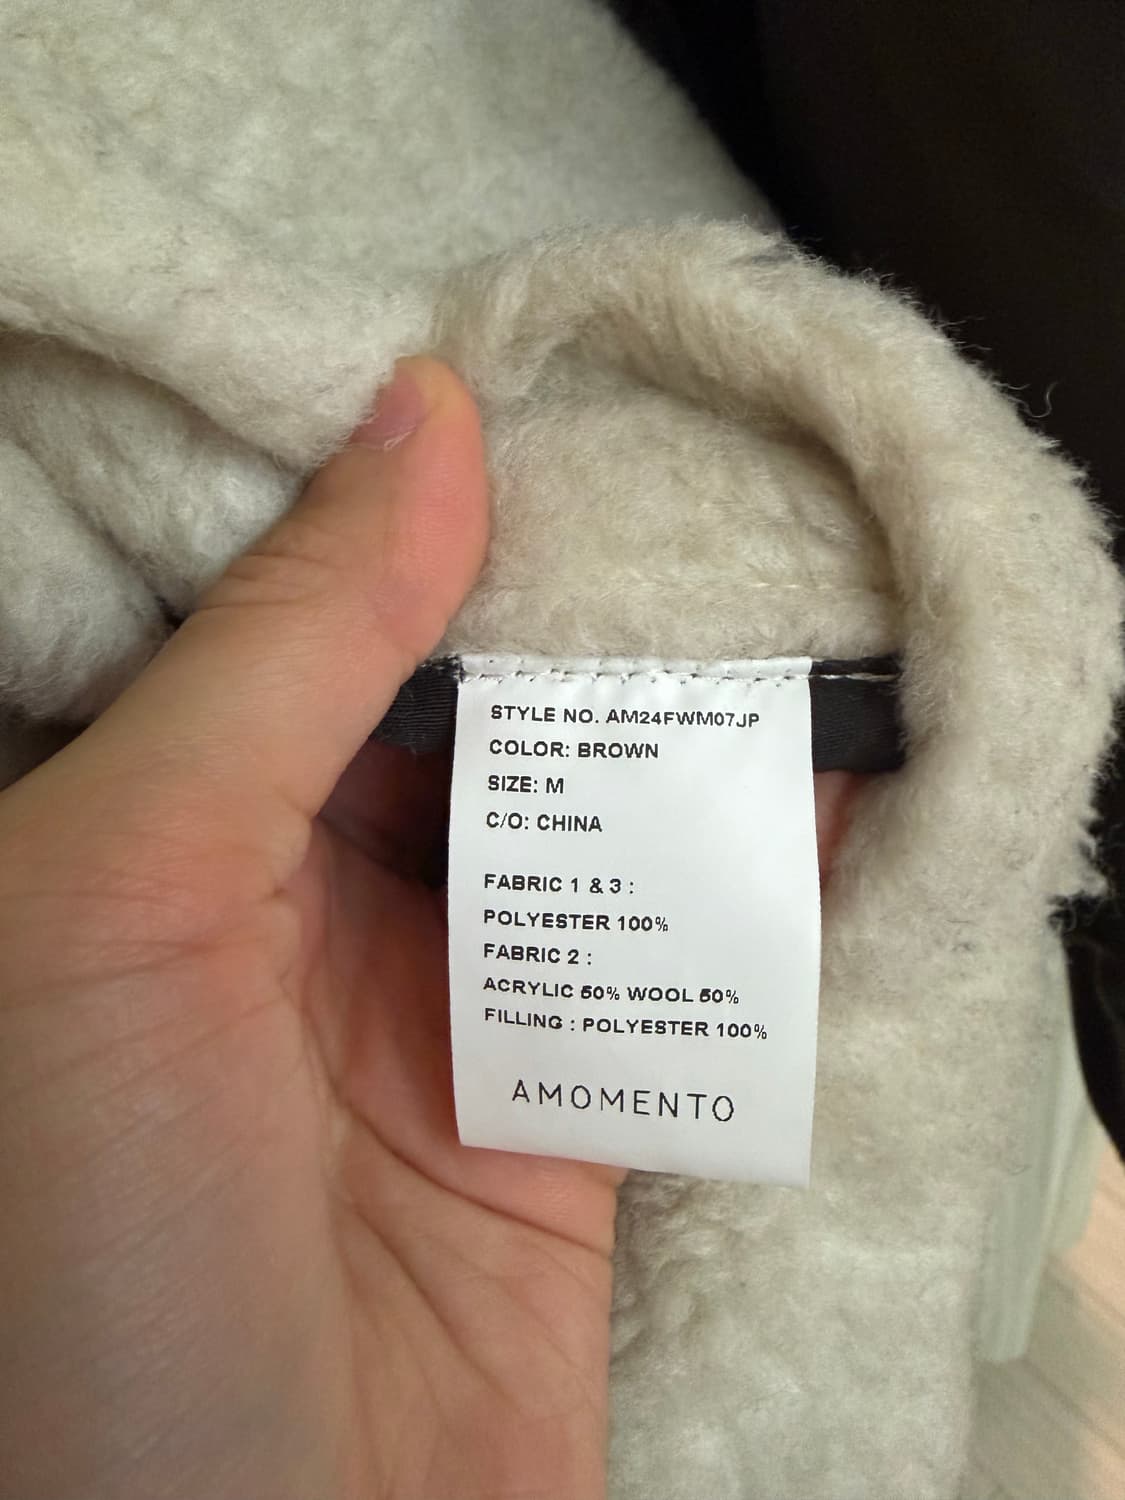 STYLE NO. AM24FWM07JP
COLOR: BROWN
SIZE: M
C/O: CHINA
FABRIC 1 & 3 :
POLYESTER 100%
FABRIC 2 :
ACRYLIC 50% WOOL 50%
FILLING : POLYESTER 100%
AMOMENTO